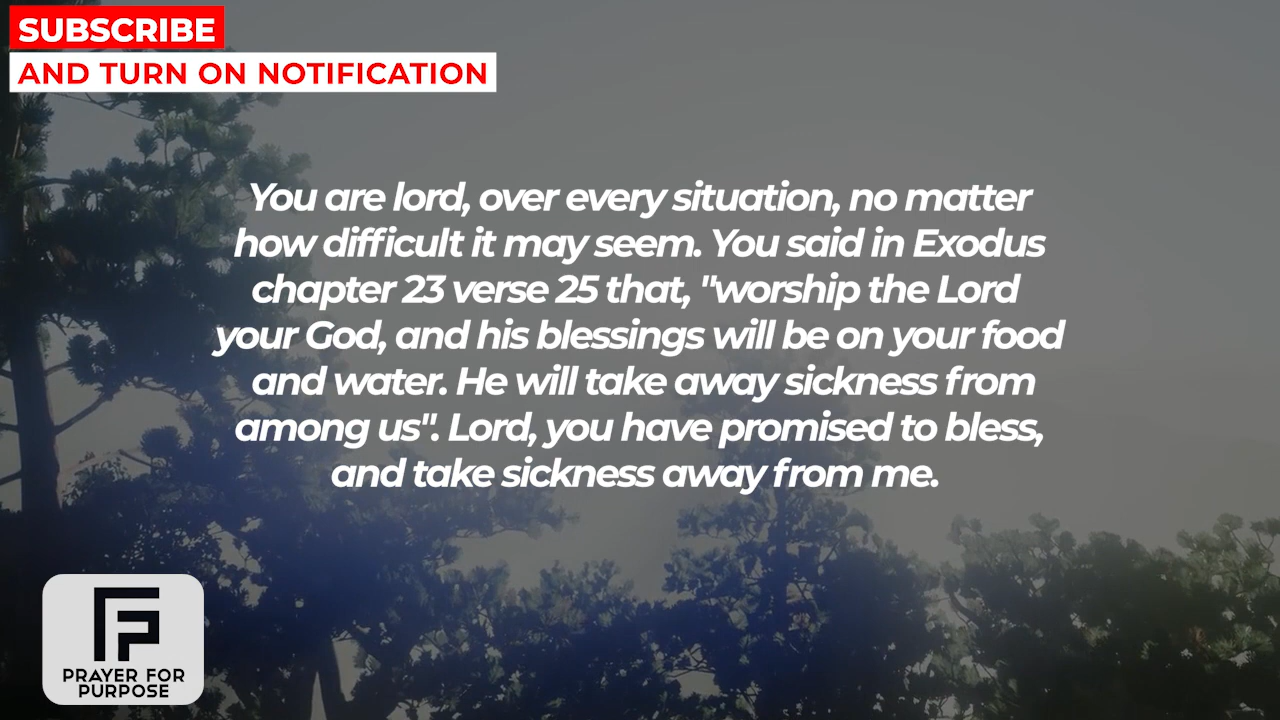 SUBSCRIBE
AND TURN ON NOTIFICATION
You are lord, over every situation, no matter
how difficult it may seem. You said in Exodus
chapter 23 verse 25 that, "worship the Lord
your God, and his blessings will be on your food
and water. He will take away sickness from
among us". Lord, you have promised to bless,
and take sickness away from me.
PRAYER FOR
PURPOSE